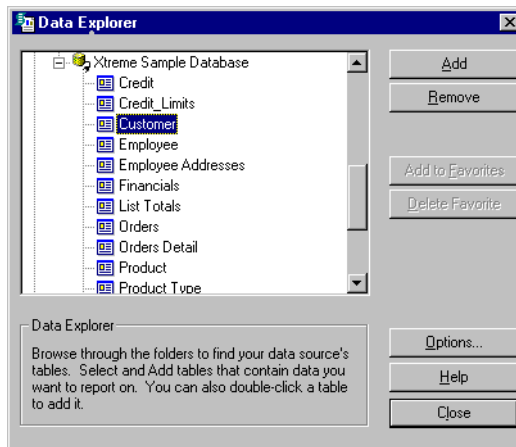 Data Explorer
Xtreme Sample Database
Credit
Credit_Limits
Customer
Employee
Employee Addresses
Financials
List Totals
Orders
Orders Detail
Product
Product Type
Add
Remove
Add to Favorites
Delete Favorite
Data Explorer
Browse through the folders to find your data source's
tables. Select and Add tables that contain data you
want to report on. You can also double-click a table
to add it.
Options...
Help
Close